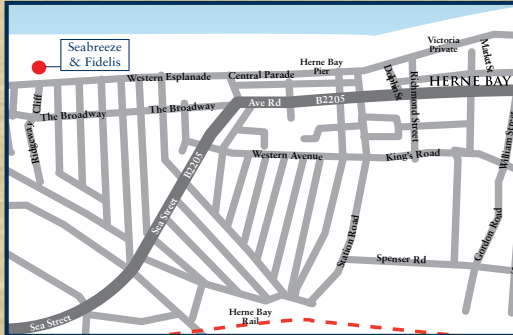 Seabreeze
& Fidelis
Victoria
Private
Market St
Herne Bay
Pier
Western Esplanade
Central Parade
Dolphin St
Richmond Street
HERNE BAY
Cliff
The Broadway
The Broadway
Ave Rd
B2205
Ridgeway
William Street
Western Avenue
King's Road
B2205
Sea Street
Station Road
Gordon Road
Spenser Rd
Herne Bay
Rail
Sea Street